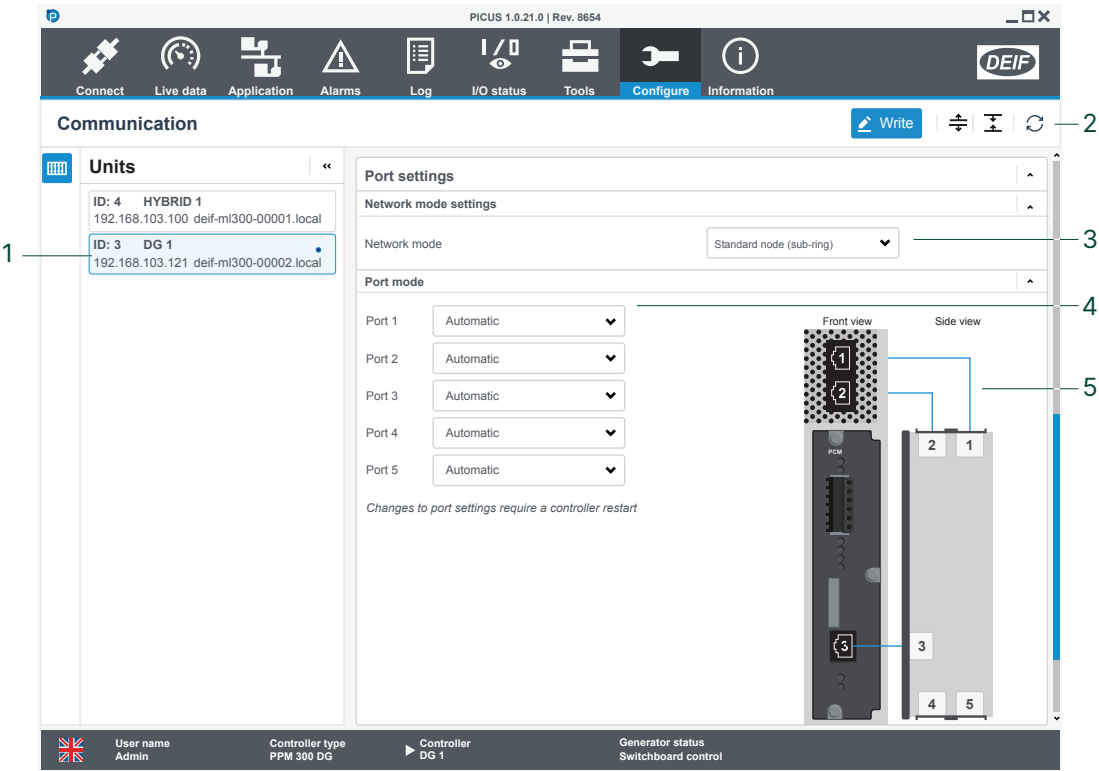 PICUS 1.0.21.0 | Rev. 8654
Connect
Live data
Application
Alarms
Log
I/O status
Tools
Configure
Information
DEIF
Communication
Write
2
Units
ID: 4 HYBRID 1
192.168.103.100 deif-ml300-00001.local
ID: 3 DG 1
192.168.103.121 deif-ml300-00002.local
1
Port settings
Network mode settings
Network mode
Standard node (sub-ring)
3
Port mode
4
Port 1 Automatic
Port 2 Automatic
Port 3 Automatic
Port 4 Automatic
Port 5 Automatic
Changes to port settings require a controller restart
Front view
Side view
1
2
5
PCM
2 1
3
3
4 5
User name
Admin
Controller type
PPM 300 DG
Controller
DG 1
Generator status
Switchboard control